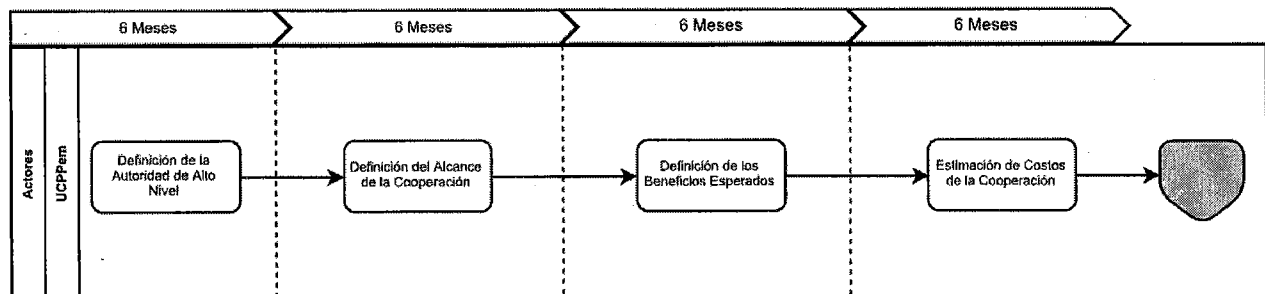 6 Meses
6 Meses
6 Meses
6 Meses
Actores
UCPPem
Definición de la
Autoridad de Alto
Nivel
Definición del Alcance
de la Cooperación
Definición de los
Beneficios Esperados
Estimación de Costos
de la Cooperación